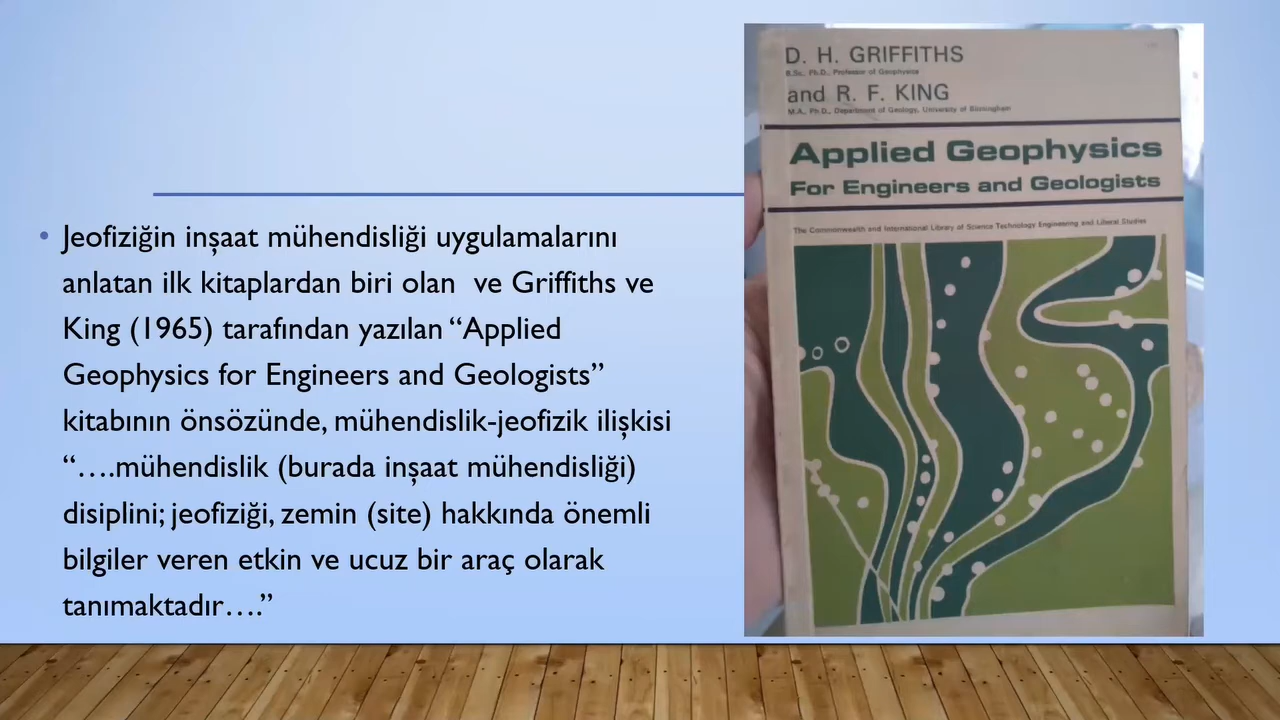 • Jeofiziğin inşaat mühendisliği uygulamalarını
anlatan ilk kitaplardan biri olan  ve Griffiths ve
King (1965) tarafından yazılan “Applied
Geophysics for Engineers and Geologists”
kitabının önsözünde, mühendislik-jeofizik ilişkisi
“….mühendislik (burada inşaat mühendisliği)
disiplini; jeofiziği, zemin (site) hakkında önemli
bilgiler veren etkin ve ucuz bir araç olarak
tanımaktadır….”
D. H. GRIFFITHS
B.Sc., Ph.D., Professor of Geophysics
and R. F. KING
M.A., Ph.D., Department of Geology, University of Birmingham
Applied Geophysics
For Engineers and Geologists
The Commonwealth and International Library of Science Technology Engineering and Liberal Studies